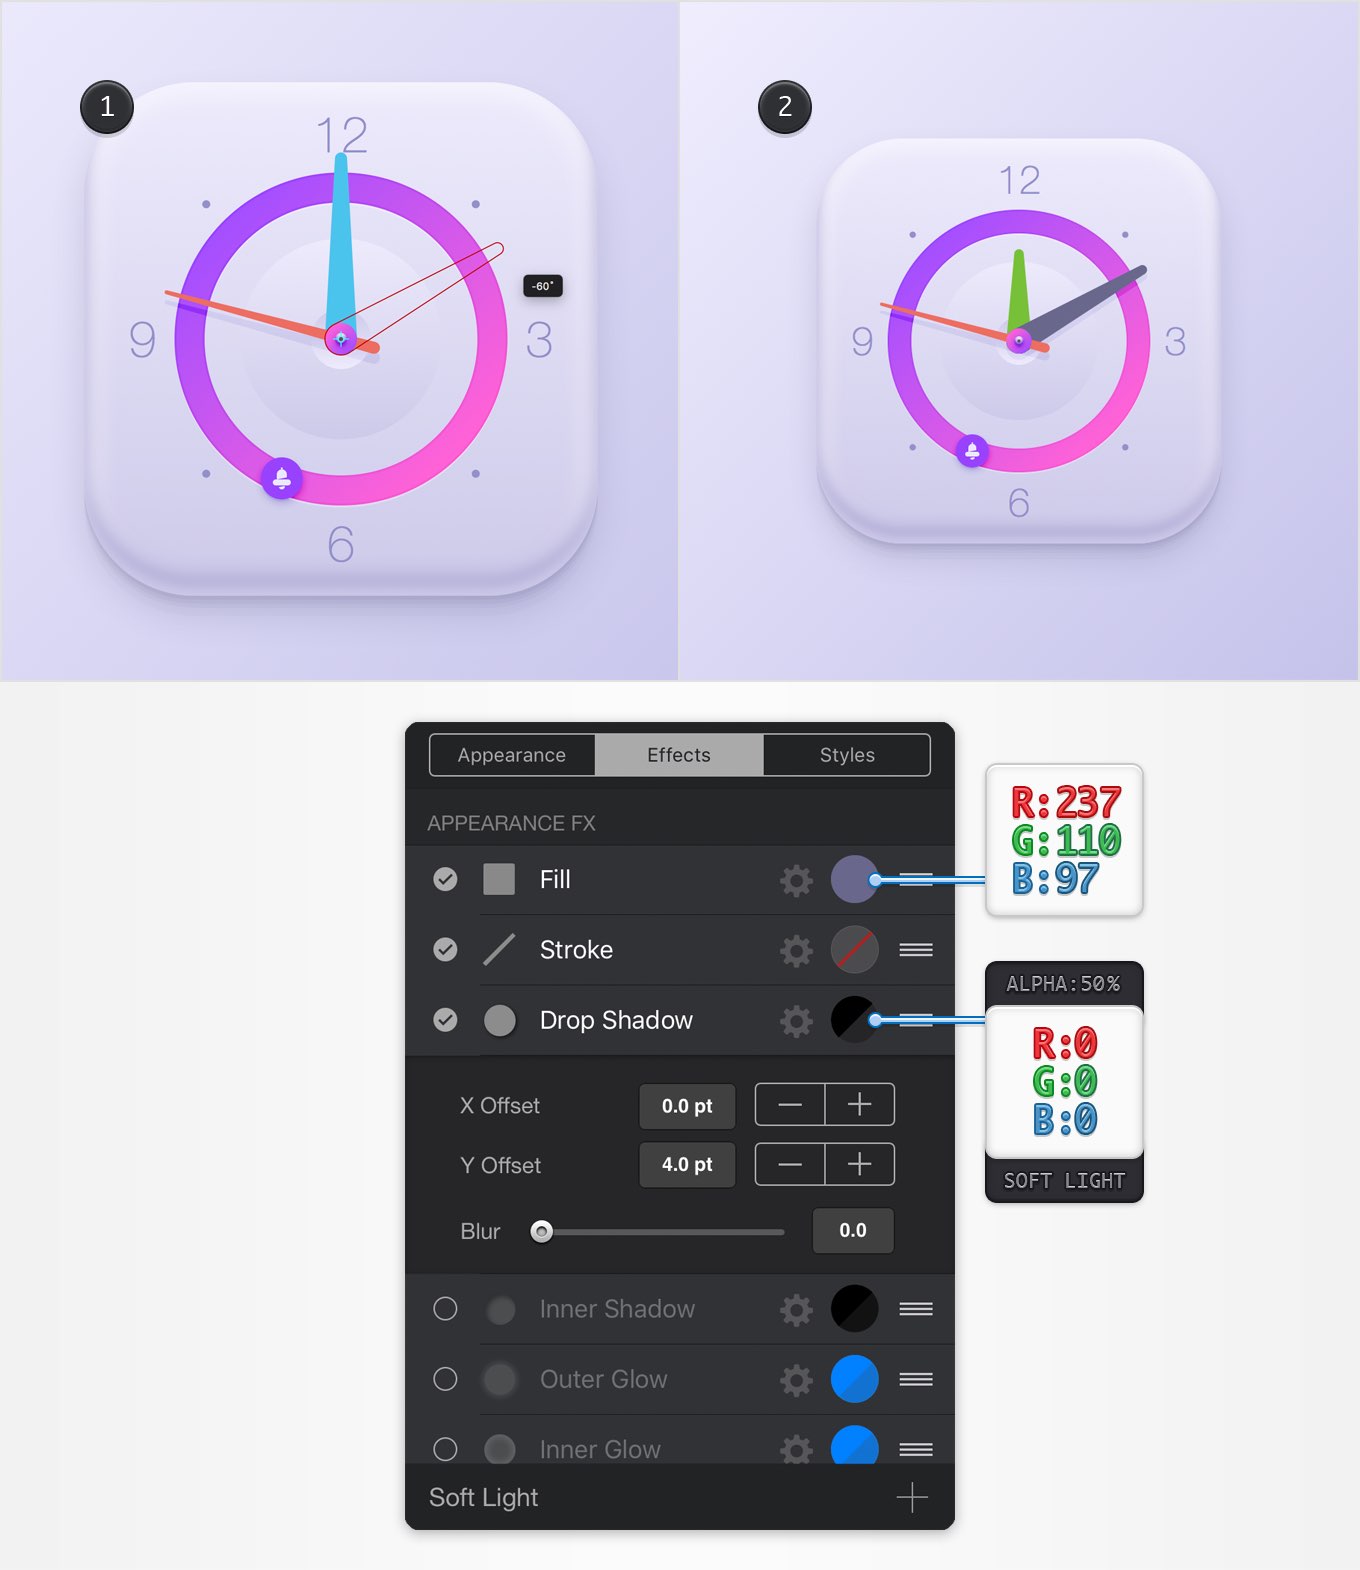 1
12
-60°
9
3
6
2
12
9
3
6
Appearance
Effects
Styles
APPEARANCE FX
Fill
Stroke
Drop Shadow
X Offset
0.0 pt
Y Offset
4.0 pt
Blur
0.0
Inner Shadow
Outer Glow
Inner Glow
Soft Light
R:237
G:110
B:97
ALPHA:50%
R:0
G:0
B:0
SOFT LIGHT